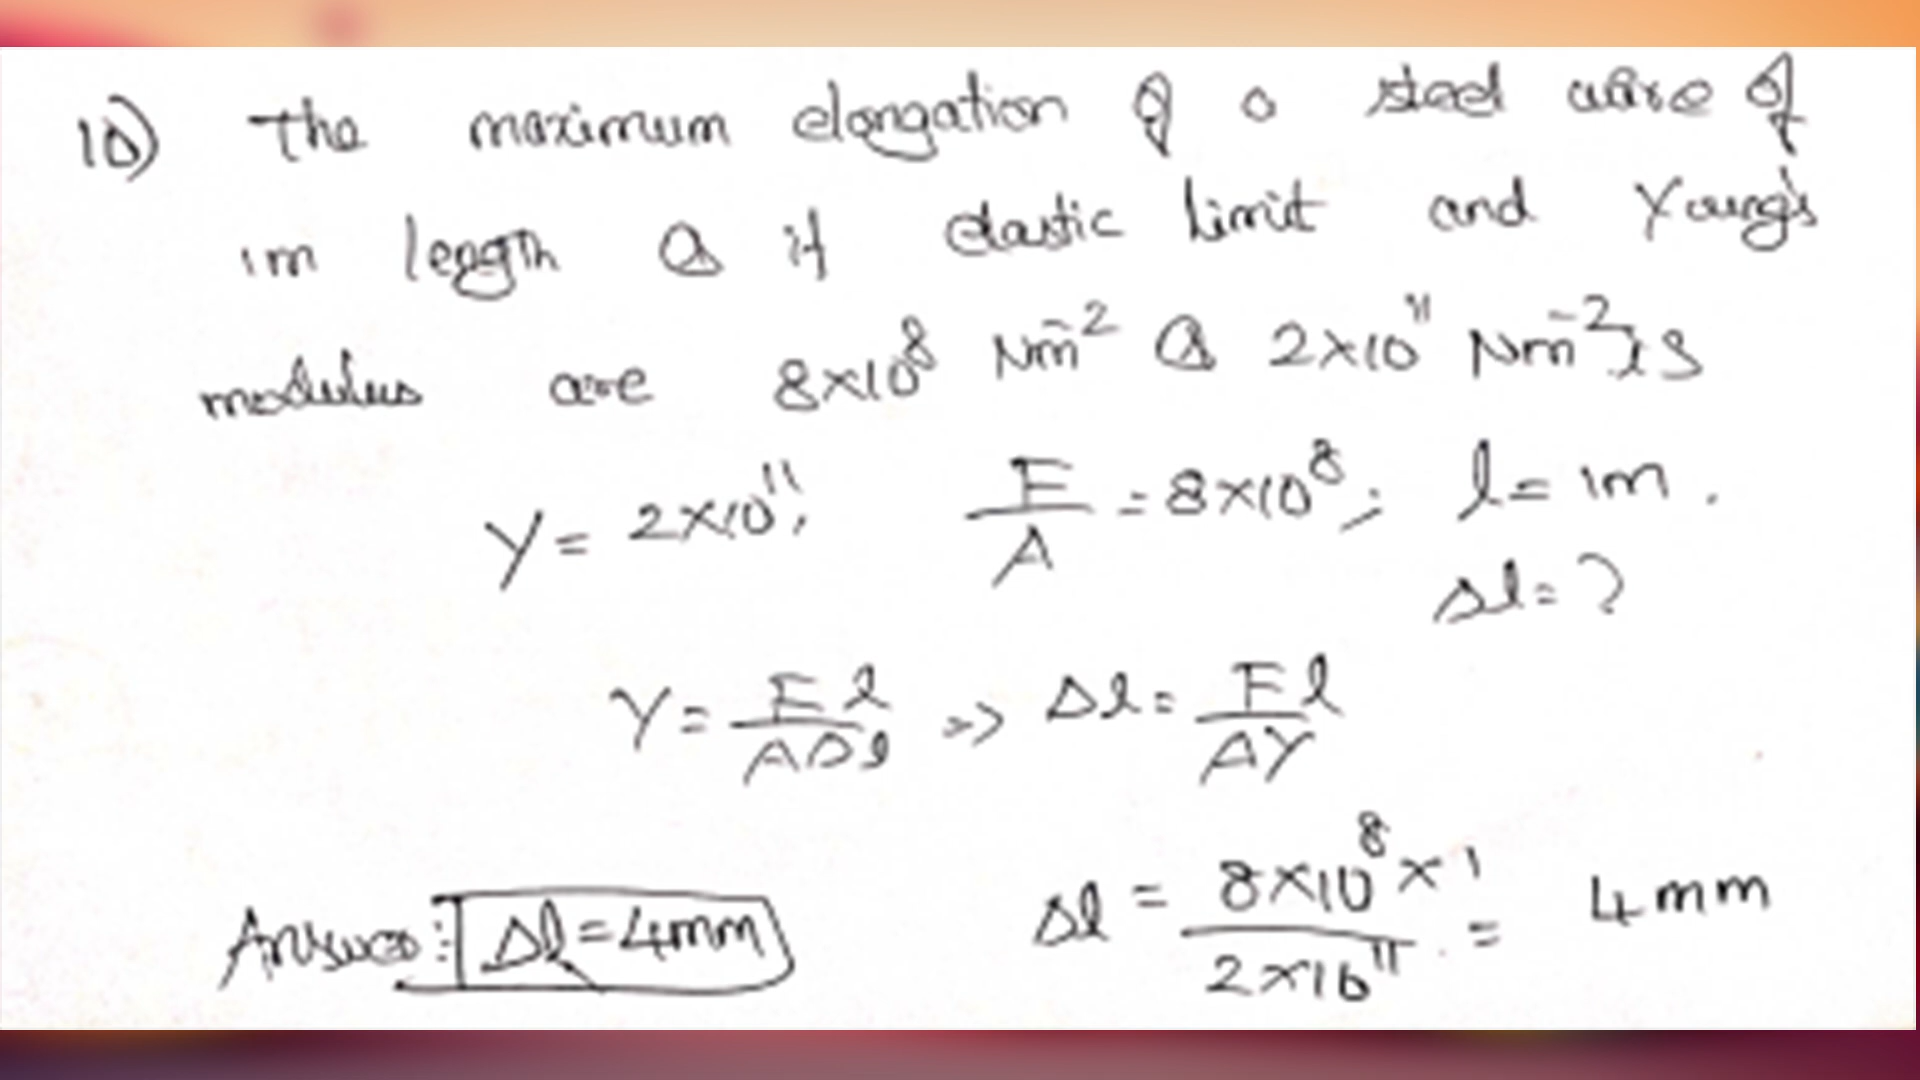 10) The maximum elongation of a steel wire of
1m length & if elastic limit and Young's
modulus are 8×10⁸ Nm⁻² & 2×10¹¹ Nm⁻² is
Y = 2×10¹¹; F/A = 8×10⁸; l = 1m.
Δl = ?
Y = Fl/AΔl => Δl = Fl/AY
Δl = 8×10⁸×1/2×10¹¹ = 4mm
Answer: Δl = 4mm